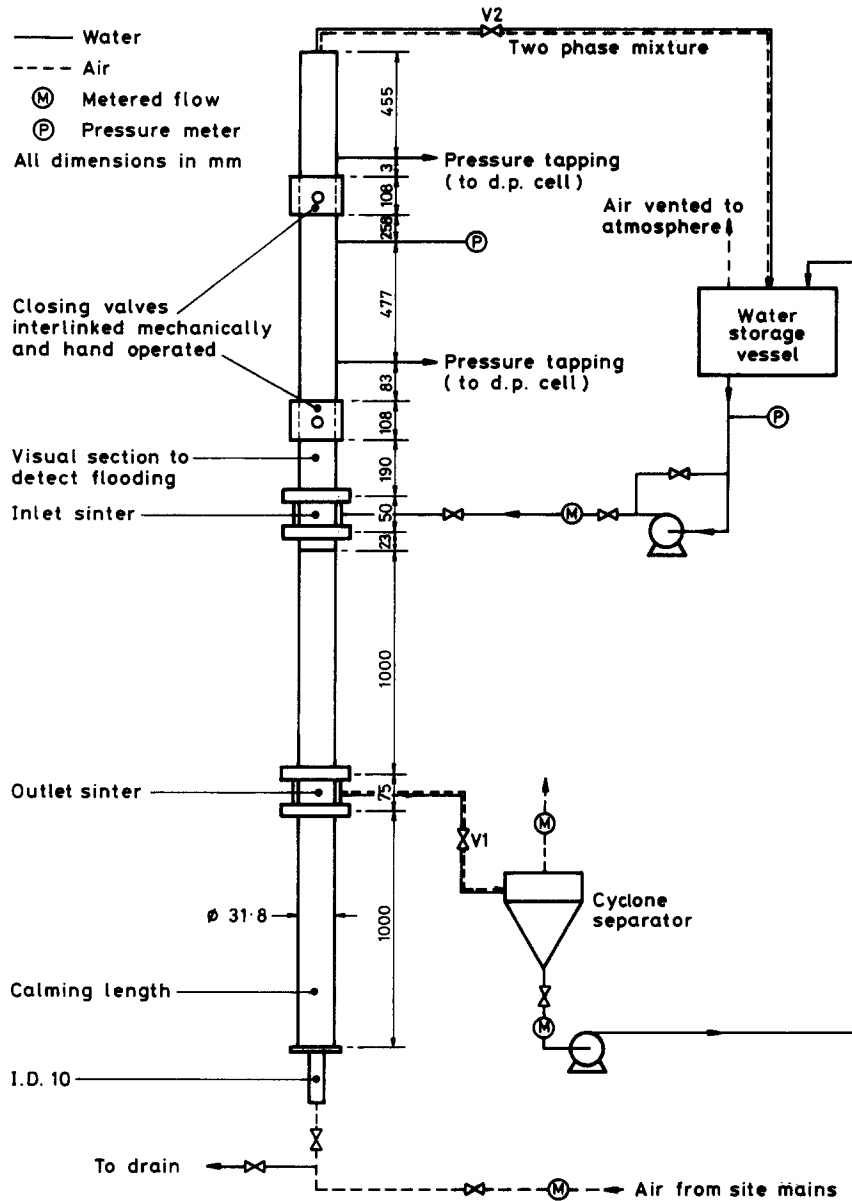 V2
Water
Two phase mixture
Air
M Metered flow
P Pressure meter
All dimensions in mm
455
3
Pressure tapping
(to d.p. cell)
108
258
P
Air vented to
atmosphere
477
Closing valves
interlinked mechanically
and hand operated
Water
storage
vessel
Pressure tapping
(to d.p. cell)
83
108
P
Visual section to
detect flooding
190
Inlet sinter
50
M
23
1000
Outlet sinter
75
V1
M
Cyclone
separator
Ø 31·8
1000
Calming length
M
I.D. 10
To drain
M
Air from site mains